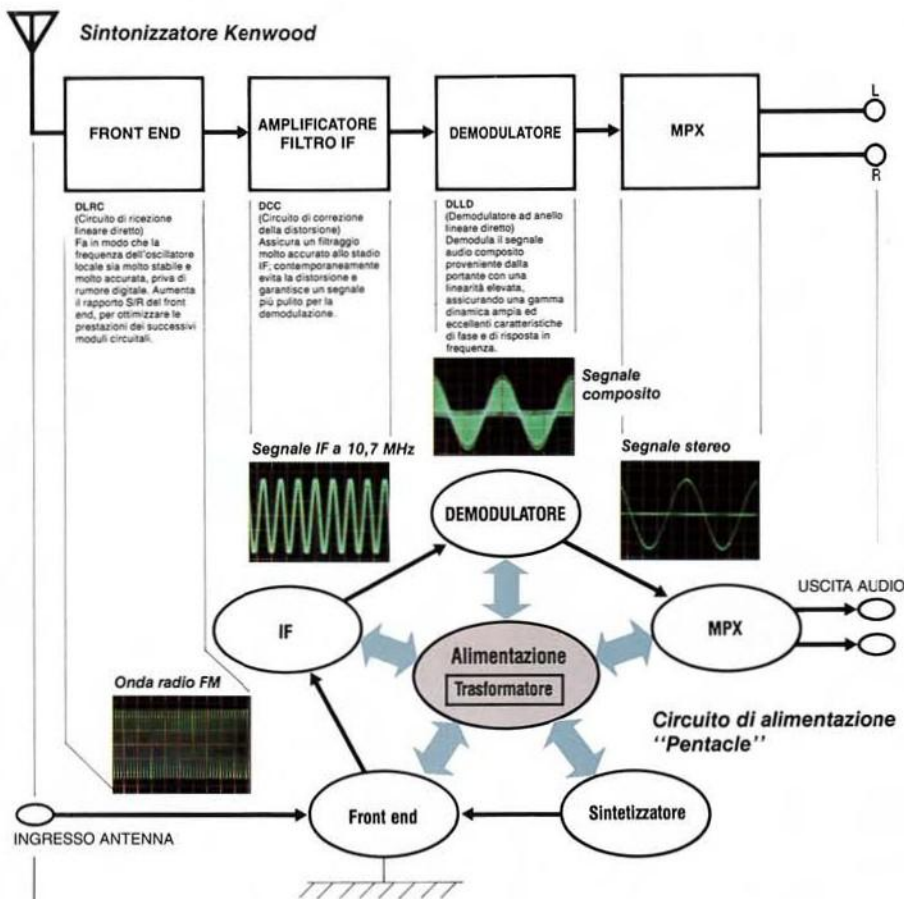 Sintonizzatore Kenwood
FRONT END
AMPLIFICATORE
FILTRO IF
DEMODULATORE
MPX
L
R
DLRC
(Circuito di ricezione
lineare diretto)
Fa in modo che la
frequenza dell'oscillatore
locale sia molto stabile e
molto accurata, priva di
rumore digitale. Aumenta
il rapporto S/R del front
end, per ottimizzare le
prestazioni dei successivi
moduli circuitali.
DCC
(Circuito di correzione
della distorsione)
Assicura un filtraggio
molto accurato allo stadio
IF; contemporaneamente
evita la distorsione e
garantisce un segnale
più pulito per la
demodulazione.
DLLD
(Demodulatore ad anello
lineare diretto)
Demodula il segnale
audio composito
proveniente dalla
portante con una
linearità elevata,
assicurando una gamma
dinamica ampia ed
eccellenti caratteristiche
di fase e di risposta in
frequenza.
Segnale
composito
Segnale IF a 10,7 MHz
Segnale stereo
DEMODULATORE
IF
MPX
USCITA AUDIO
Alimentazione
Trasformatore
Onda radio FM
Circuito di alimentazione
"Pentacle"
Front end
Sintetizzatore
INGRESSO ANTENNA